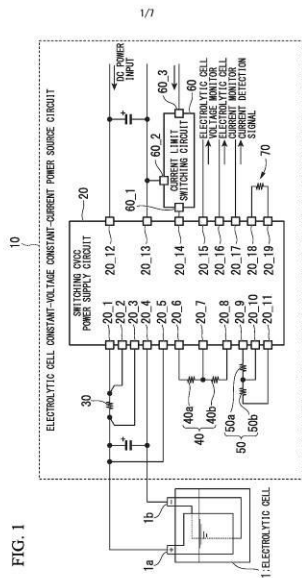 1/7
FIG. 1
10
ELECTROLYTIC CELL CONSTANT-VOLTAGE CONSTANT-CURRENT POWER SOURCE CIRCUIT
DC POWER
INPUT
20
SWITCHING CVCC
POWER SUPPLY CIRCUIT
20_1
20_2
20_3
20_4
20_5
20_6
20_7
20_8
20_9
20_10
20_11
20_12
20_13
20_14
20_15
20_16
20_17
20_18
20_19
30
40a
40b
40
50a
50b
50
60_1
60_2
60_3
60
CURRENT LIMIT
SWITCHING CIRCUIT
ELECTROLYTIC CELL
VOLTAGE MONITOR
ELECTROLYTIC CELL
CURRENT MONITOR
CURRENT DETECTION
SIGNAL
70
1a
1b
+
-
1:ELECTROLYTIC CELL